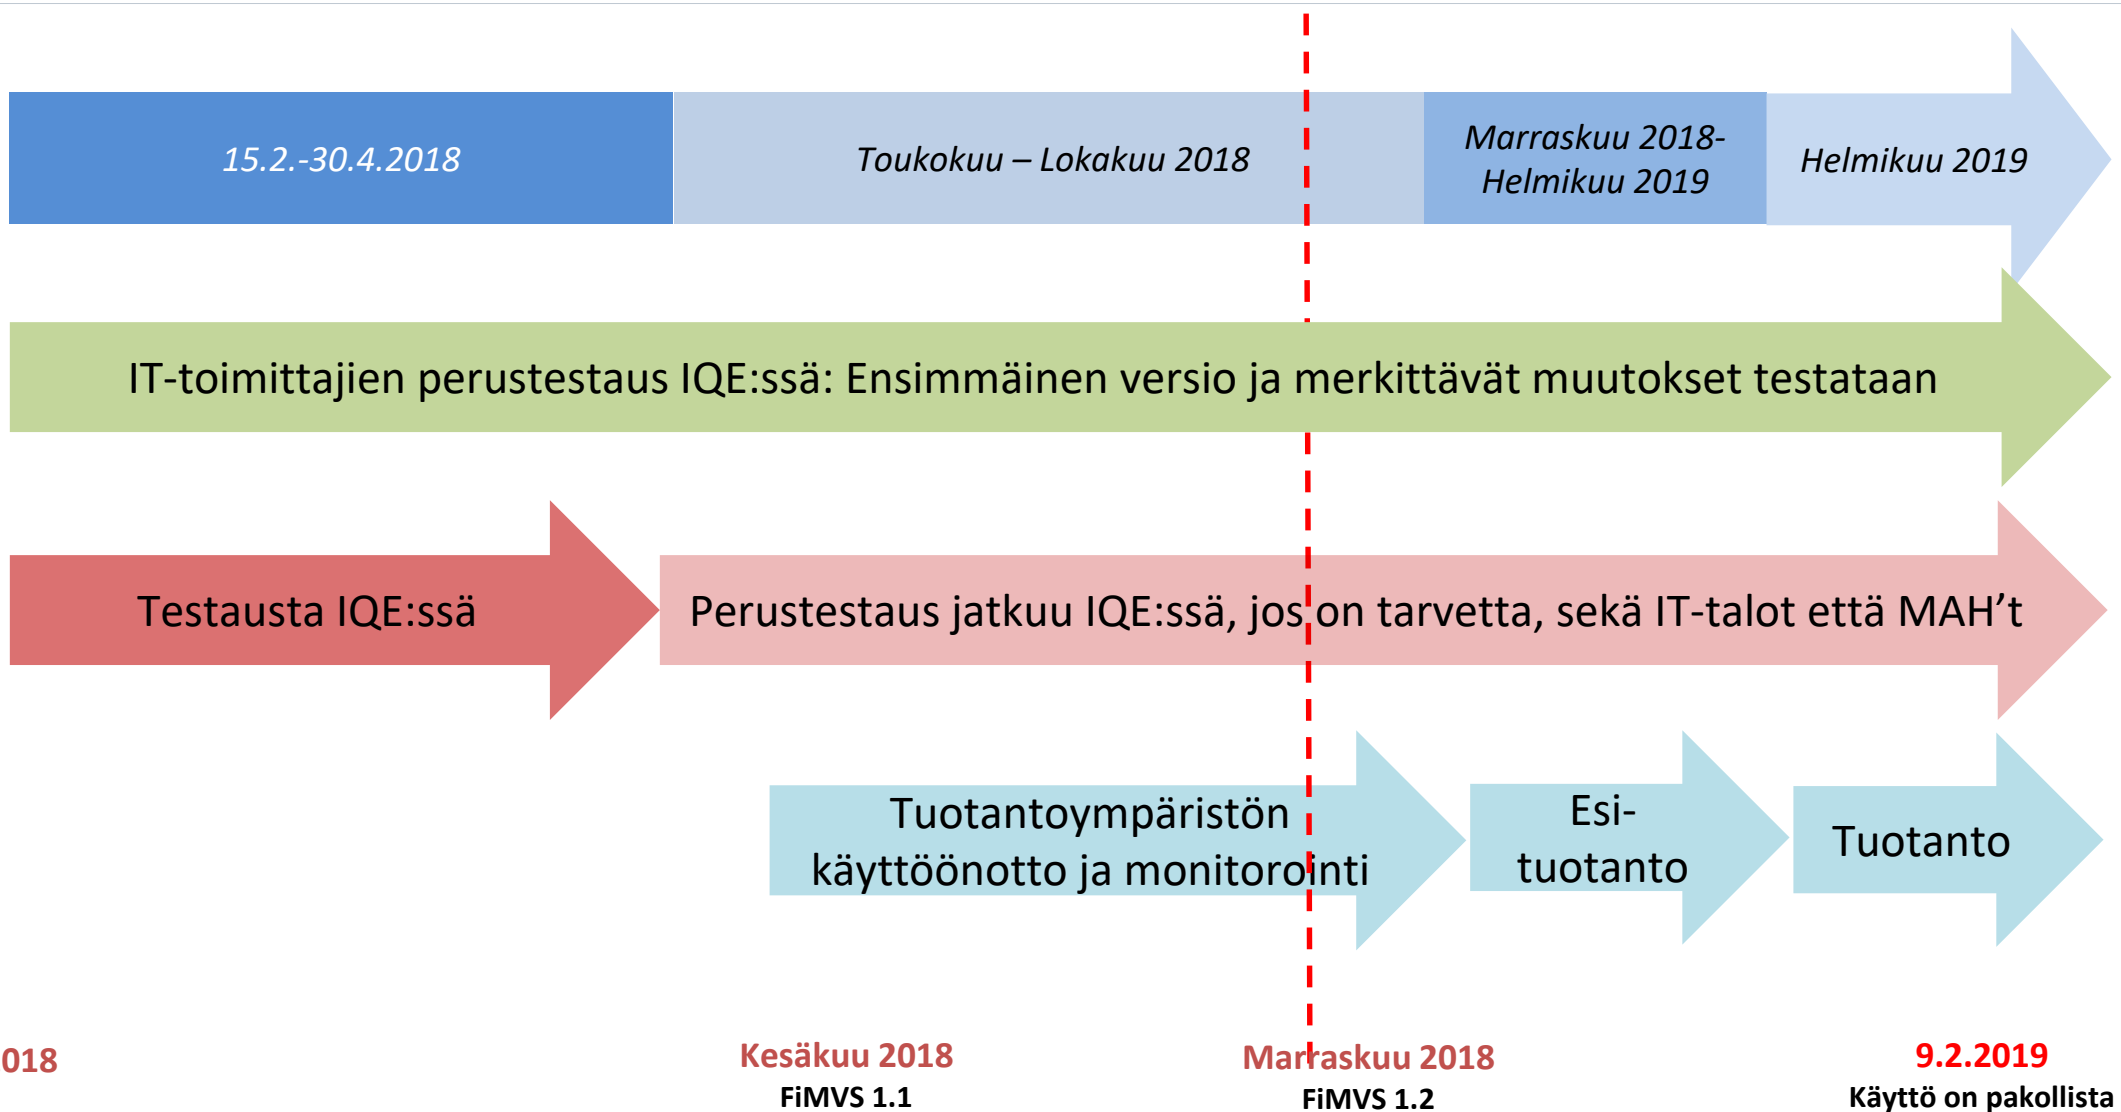 15.2.-30.4.2018
Toukokuu – Lokakuu 2018
Marraskuu 2018-
Helmikuu 2019
Helmikuu 2019
IT-toimittajien perustestaus IQE:ssä: Ensimmäinen versio ja merkittävät muutokset testataan
Testausta IQE:ssä
Perustestaus jatkuu IQE:ssä, jos on tarvetta, sekä IT-talot että MAH't
Tuotantoympäristön
käyttöönotto ja monitorointi
Esi-
tuotanto
Tuotanto
018
Kesäkuu 2018
FiMVS 1.1
Marraskuu 2018
FiMVS 1.2
9.2.2019
Käyttö on pakollista